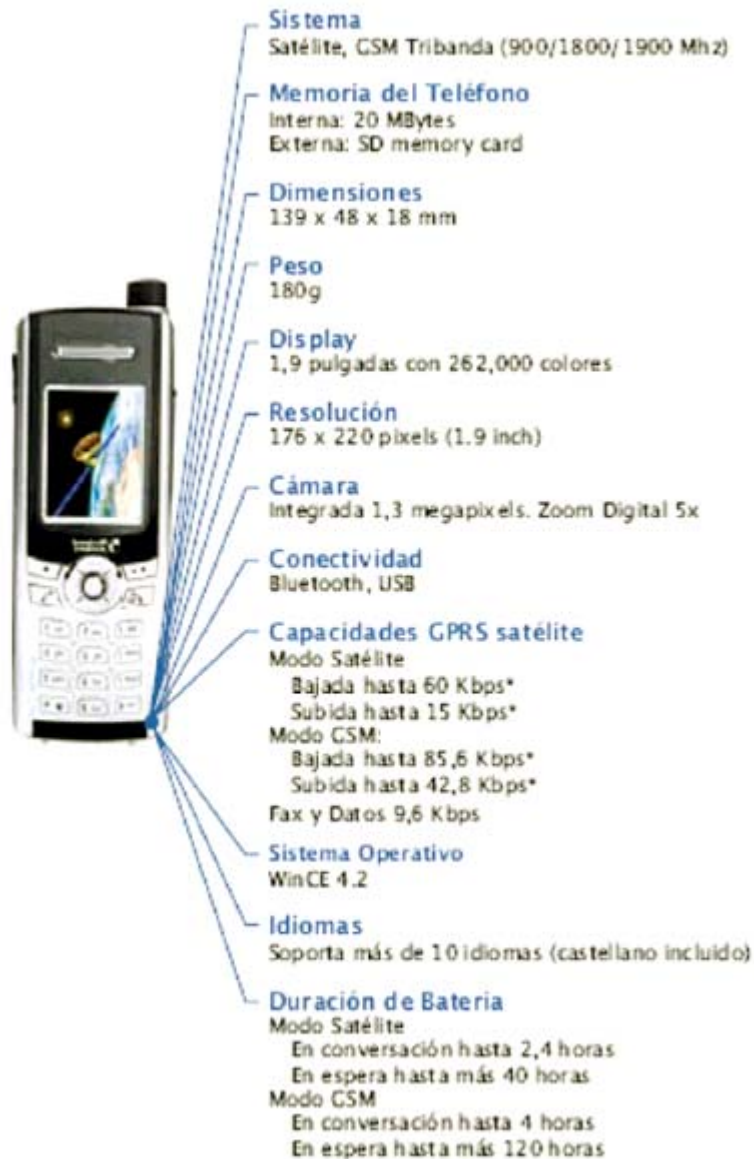 Sistema
Satélite, GSM Tribanda (900/1800/1900 Mhz)
Memoria del Teléfono
Interna: 20 MBytes
Externa: SD memory card
Dimensiones
139 x 48 x 18 mm
Peso
180g
Display
1,9 pulgadas con 262,000 colores
Resolución
176 x 220 pixels (1.9 inch)
Cámara
Integrada 1,3 megapixels. Zoom Digital 5x
Conectividad
Bluetooth, USB
Capacidades GPRS satélite
Modo Satélite
Bajada hasta 60 Kbps*
Subida hasta 15 Kbps*
Modo GSM:
Bajada hasta 85,6 Kbps*
Subida hasta 42,8 Kbps*
Fax y Datos 9,6 Kbps
Sistema Operativo
WinCE 4.2
Idiomas
Soporta más de 10 idiomas (castellano incluido)
Duración de Bateria
Modo Satélite
En conversación hasta 2,4 horas
En espera hasta más 40 horas
Modo GSM
En conversación hasta 4 horas
En espera hasta más 120 horas